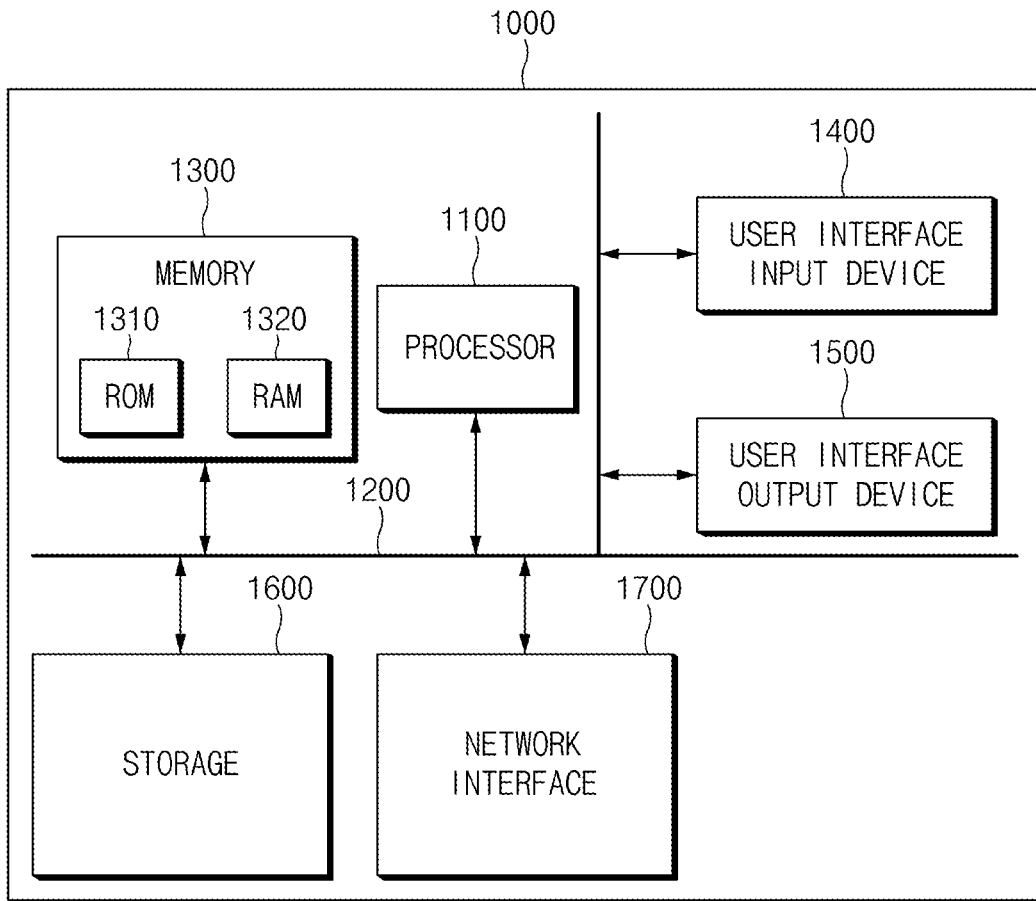 1000
1300
MEMORY
1310
ROM
1320
RAM
1100
PROCESSOR
1400
USER INTERFACE
INPUT DEVICE
1500
USER INTERFACE
OUTPUT DEVICE
1200
1600
STORAGE
1700
NETWORK
INTERFACE